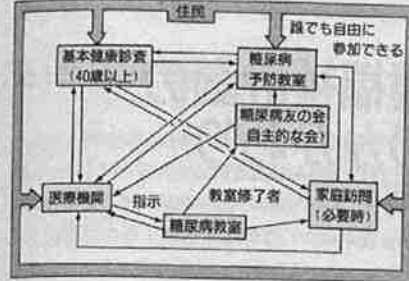 住民
誰でも自由に
参加できる
基本健康診査
(40歳以上)
糖尿病
予防教室
糖尿病友の会
自主的な会)
医療機関
指示
教室修了者
家庭訪問
(必要時)
糖尿病教室